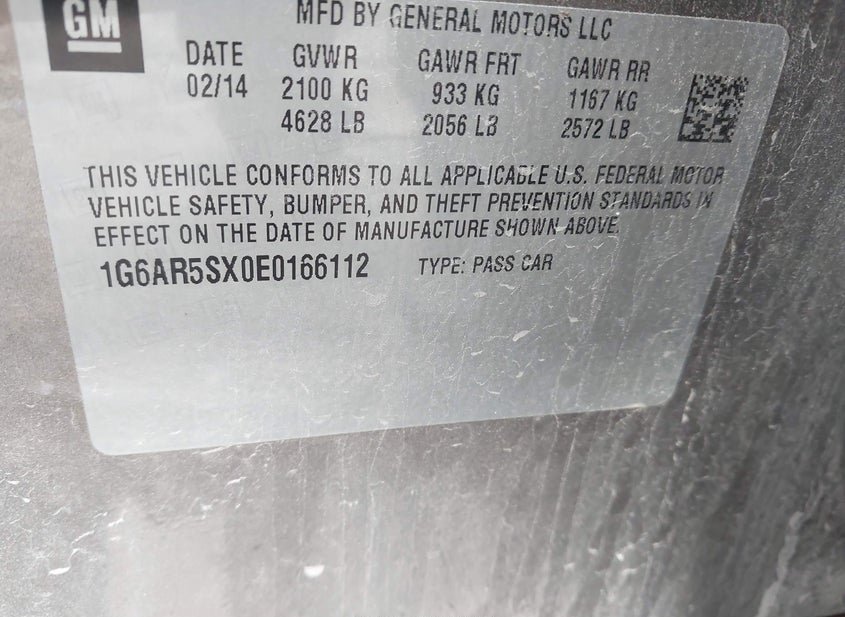 GM
MFD BY GENERAL MOTORS LLC
DATE GVWR GAWR FRT GAWR RR
02/14 2100 KG 933 KG 1167 KG
4628 LB 2056 LB 2572 LB
THIS VEHICLE CONFORMS TO ALL APPLICABLE U.S. FEDERAL MOTOR
VEHICLE SAFETY, BUMPER, AND THEFT PREVENTION STANDARDS IN
EFFECT ON THE DATE OF MANUFACTURE SHOWN ABOVE.
1G6AR5SX0E0166112 TYPE: PASS CAR